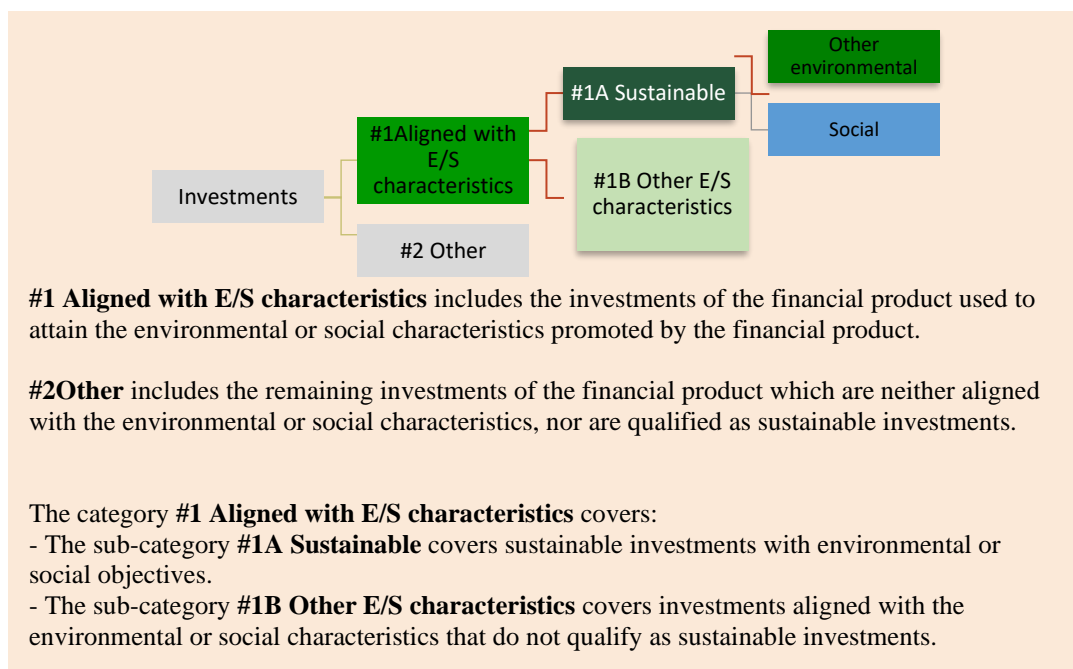 Other
environmental
#1A Sustainable
Social
#1Aligned with
E/S
characteristics
#1B Other E/S
characteristics
Investments
#2 Other
#1 Aligned with E/S characteristics includes the investments of the financial product used to
attain the environmental or social characteristics promoted by the financial product.
#2Other includes the remaining investments of the financial product which are neither aligned
with the environmental or social characteristics, nor are qualified as sustainable investments.
The category #1 Aligned with E/S characteristics covers:
- The sub-category #1A Sustainable covers sustainable investments with environmental or
social objectives.
- The sub-category #1B Other E/S characteristics covers investments aligned with the
environmental or social characteristics that do not qualify as sustainable investments.